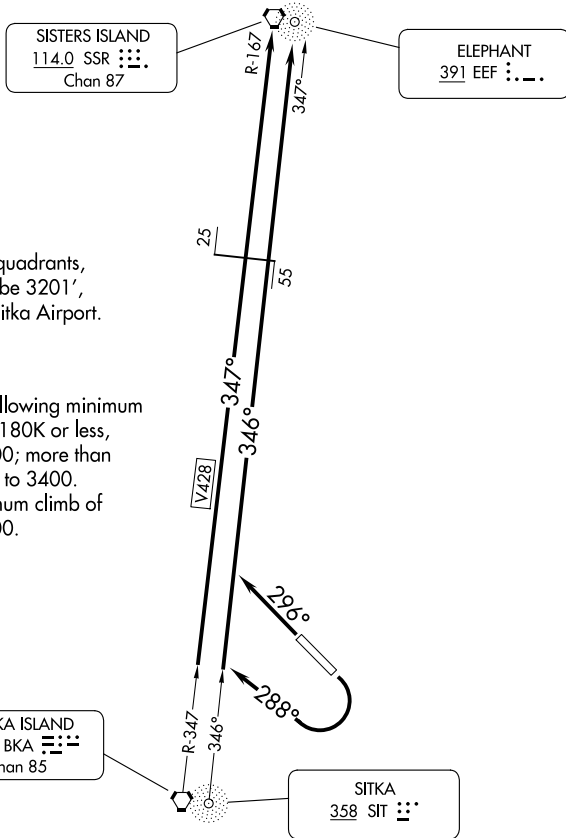 SISTERS ISLAND
114.0 SSR
Chan 87
ELEPHANT
391 EEF
R-167
347°
25
55
quadrants,
be 3201’,
itka Airport.
347°
346°
llowing minimum
180K or less,
00; more than
to 3400.
num climb of
00.
V428
296°
288°
R-347
346°
KA ISLAND
BKA
han 85
SITKA
358 SIT